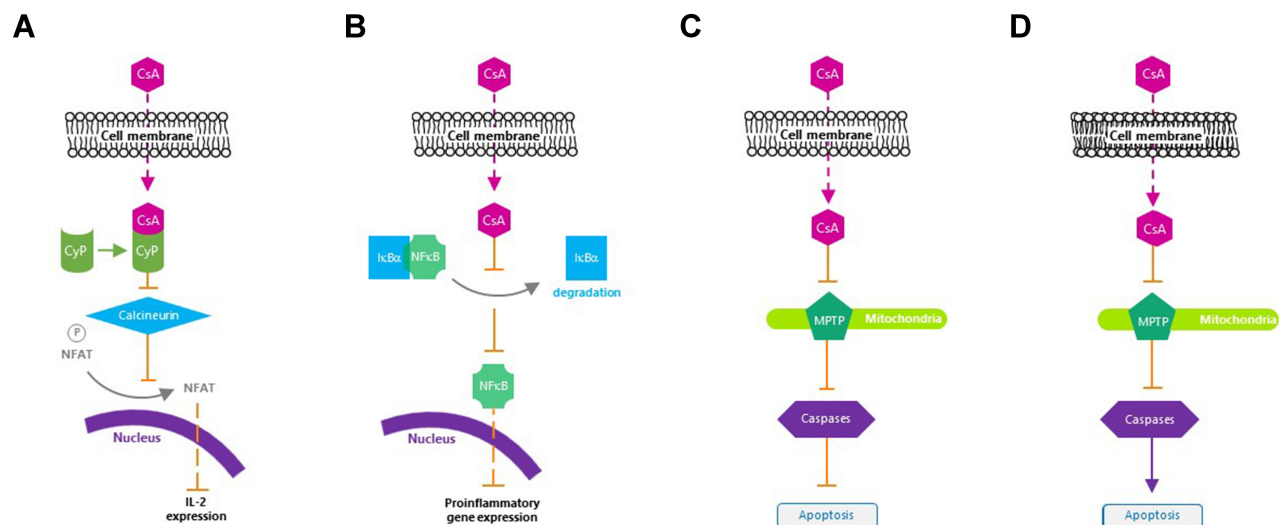 A
B
C
D
CsA
CsA
CsA
CsA
Cell membrane
Cell membrane
Cell membrane
Cell membrane
CsA
CsA
CsA
CsA
CyP
CyP
IκBα
NFκB
IκBα
degradation
Calcineurin
MPTP
Mitochondria
MPTP
Mitochondria
P
NFAT
NFAT
NFκB
Caspases
Caspases
Nucleus
Nucleus
IL-2
expression
Proinflammatory
gene expression
Apoptosis
Apoptosis